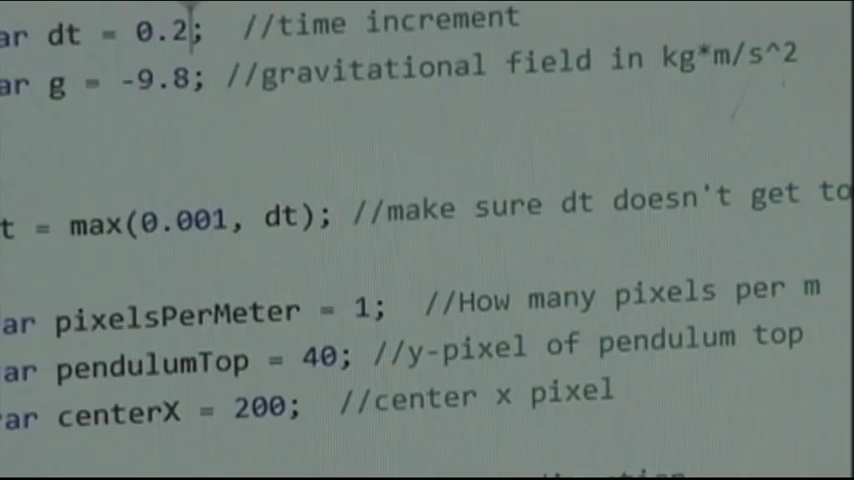 ar dt = 0.2; //time increment
ar g = -9.8; //gravitational field in kg*m/s^2
t = max(0.001, dt); //make sure dt doesn't get to
ar pixelsPerMeter = 1; //How many pixels per m
ar pendulumTop = 40; //y-pixel of pendulum top
var centerX = 200; //center x pixel